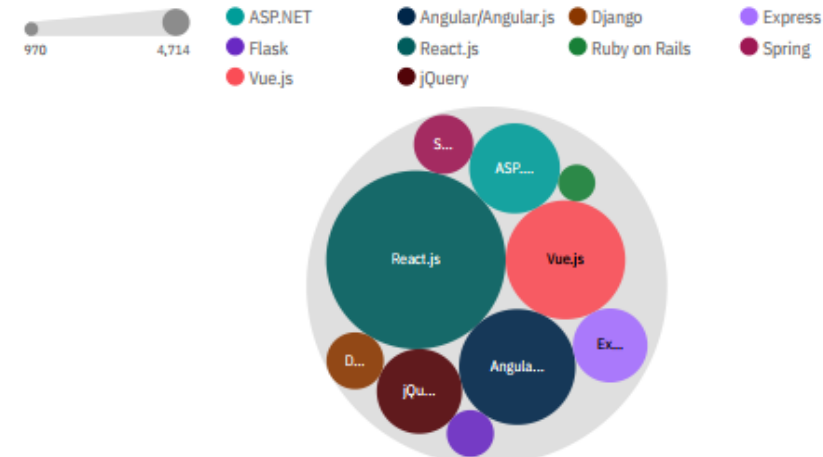 970 4,714
ASP.NET Angular/Angular.js Django Express
Flask React.js Ruby on Rails Spring
Vue.js jQuery
S...
ASP....
React.js Vue.js
Ex...
D... Angula...
jQu...